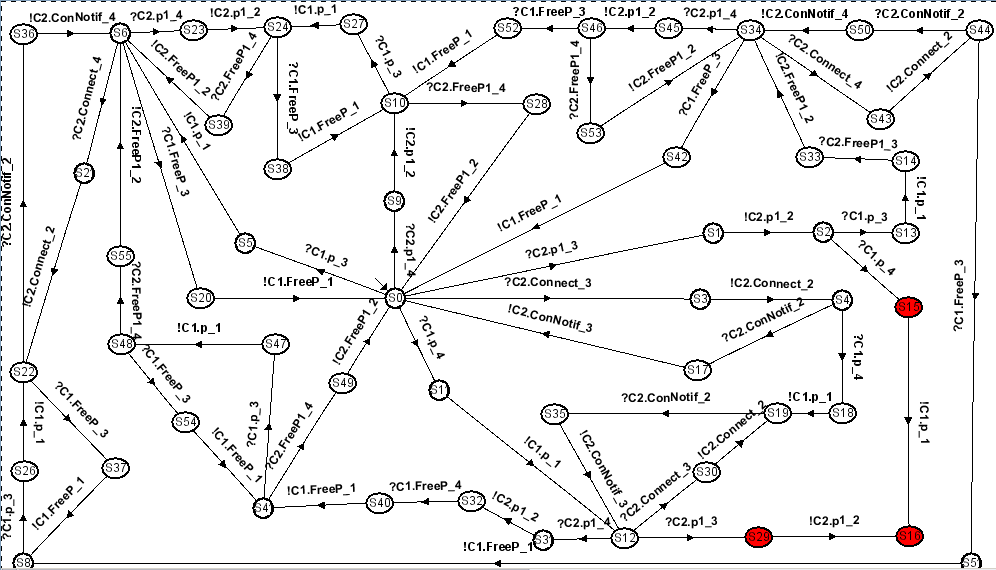 S36
!C2.ConNotif_4
S6
?C2.p1_4
S23
!C2.p1_2
S24
!C1.p_1
S27
S52
?C1.FreeP_3
S46
!C2.p1_2
S45
?C2.p1_4
S34
!C2.ConNotif_4
S50
?C2.ConNotif_2
S44
?C2.Connect_4
!C2.FreeP1_2
?C2.FreeP1_4
?C1.p_3
!C1.FreeP_1
?C2.FreeP1_4
!C2.FreeP1_2
?C1.FreeP_3
?C2.Connect_4
!C2.Connect_2
S39
?C1.FreeP_3
!C1.FreeP_1
S10
?C2.FreeP1_4
S28
S53
!C2.FreeP1_2
S43
?C2.FreeP1_3
S2
!C2.FreeP1_2
?C1.FreeP_3
!C1.p_1
S38
!C2.p1_2
!C2.FreeP1_2
S42
S33
S14
?C2.ConNotif_2
S9
!C1.FreeP_1
!C1.p_1
!C2.Connect_2
S5
?C1.p_3
?C2.p1_4
?C2.p1_3
S1
!C2.p1_2
S2
?C1.p_3
S13
S55
?C1.p_4
S20
!C1.FreeP_1
S0
?C2.Connect_3
S3
!C2.Connect_2
S4
S15
?C1.FreeP_3
?C2.FreeP1_4
!C1.p_1
!C2.FreeP1_2
!C2.ConNotif_3
?C2.ConNotif_2
S48
S47
?C1.p_4
?C1.p_4
S22
?C1.FreeP_3
S49
S1
S17
?C1.FreeP_3
!C1.p_1
S54
?C1.p_3
?C2.FreeP1_4
S35
?C2.ConNotif_2
S19
!C1.p_1
S18
!C1.p_1
S26
S37
!C1.FreeP_1
!C1.p_1
!C2.ConNotif_3
!C2.Connect_2
S30
?C1.p_3
!C1.FreeP_1
S4
!C1.FreeP_1
S40
?C1.FreeP_4
S32
!C2.p1_2
?C2.Connect_3
S3
?C2.p1_4
S12
?C2.p1_3
S29
!C2.p1_2
S16
S8
!C1.FreeP_1
S5